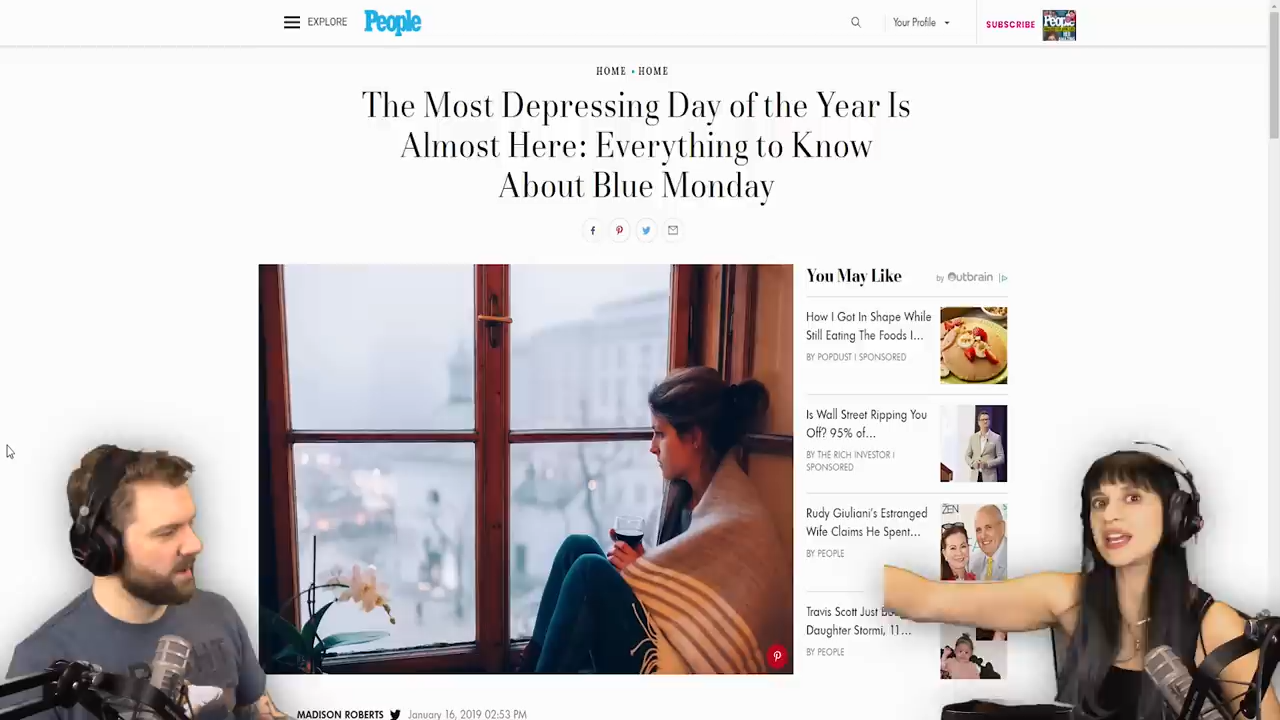 EXPLORE
People
Your Profile
SUBSCRIBE
People
HOME • HOME
The Most Depressing Day of the Year Is
Almost Here: Everything to Know
About Blue Monday
You May Like
by Outbrain
How I Got In Shape While
Still Eating The Foods I...
BY POPDUST | SPONSORED
Is Wall Street Ripping You
Off? 95% of...
BY THE RICH INVESTOR |
SPONSORED
Rudy Giuliani's Estranged
Wife Claims He Spent...
BY PEOPLE
Travis Scott Just
Daughter Stormi, 11...
BY PEOPLE
MADISON ROBERTS January 16, 2019 02:53 PM